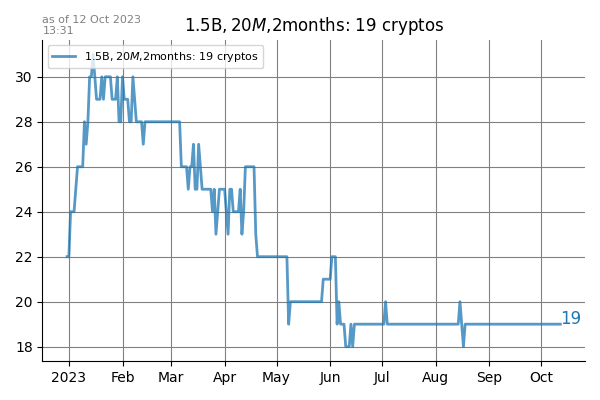 as of 12 Oct 2023
13:31
1.5B, 20M,2months: 19 cryptos
1.5B, 20M,2months: 19 cryptos
30
28
26
24
22
20
18
19
2023 Feb Mar Apr May Jun Jul Aug Sep Oct